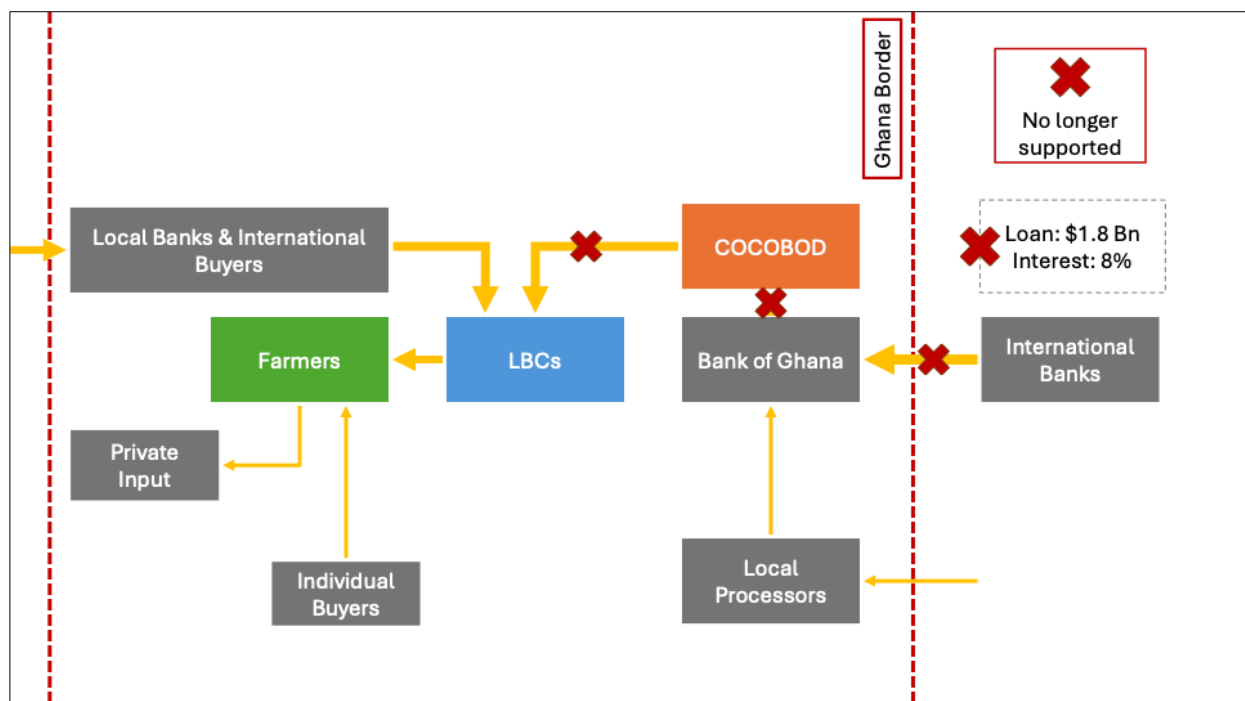 Ghana Border
No longer
supported
Local Banks & International
Buyers
COCOBOD
Loan: $1.8 Bn
Interest: 8%
Farmers
LBCs
Bank of Ghana
International
Banks
Private
Input
Individual
Buyers
Local
Processors